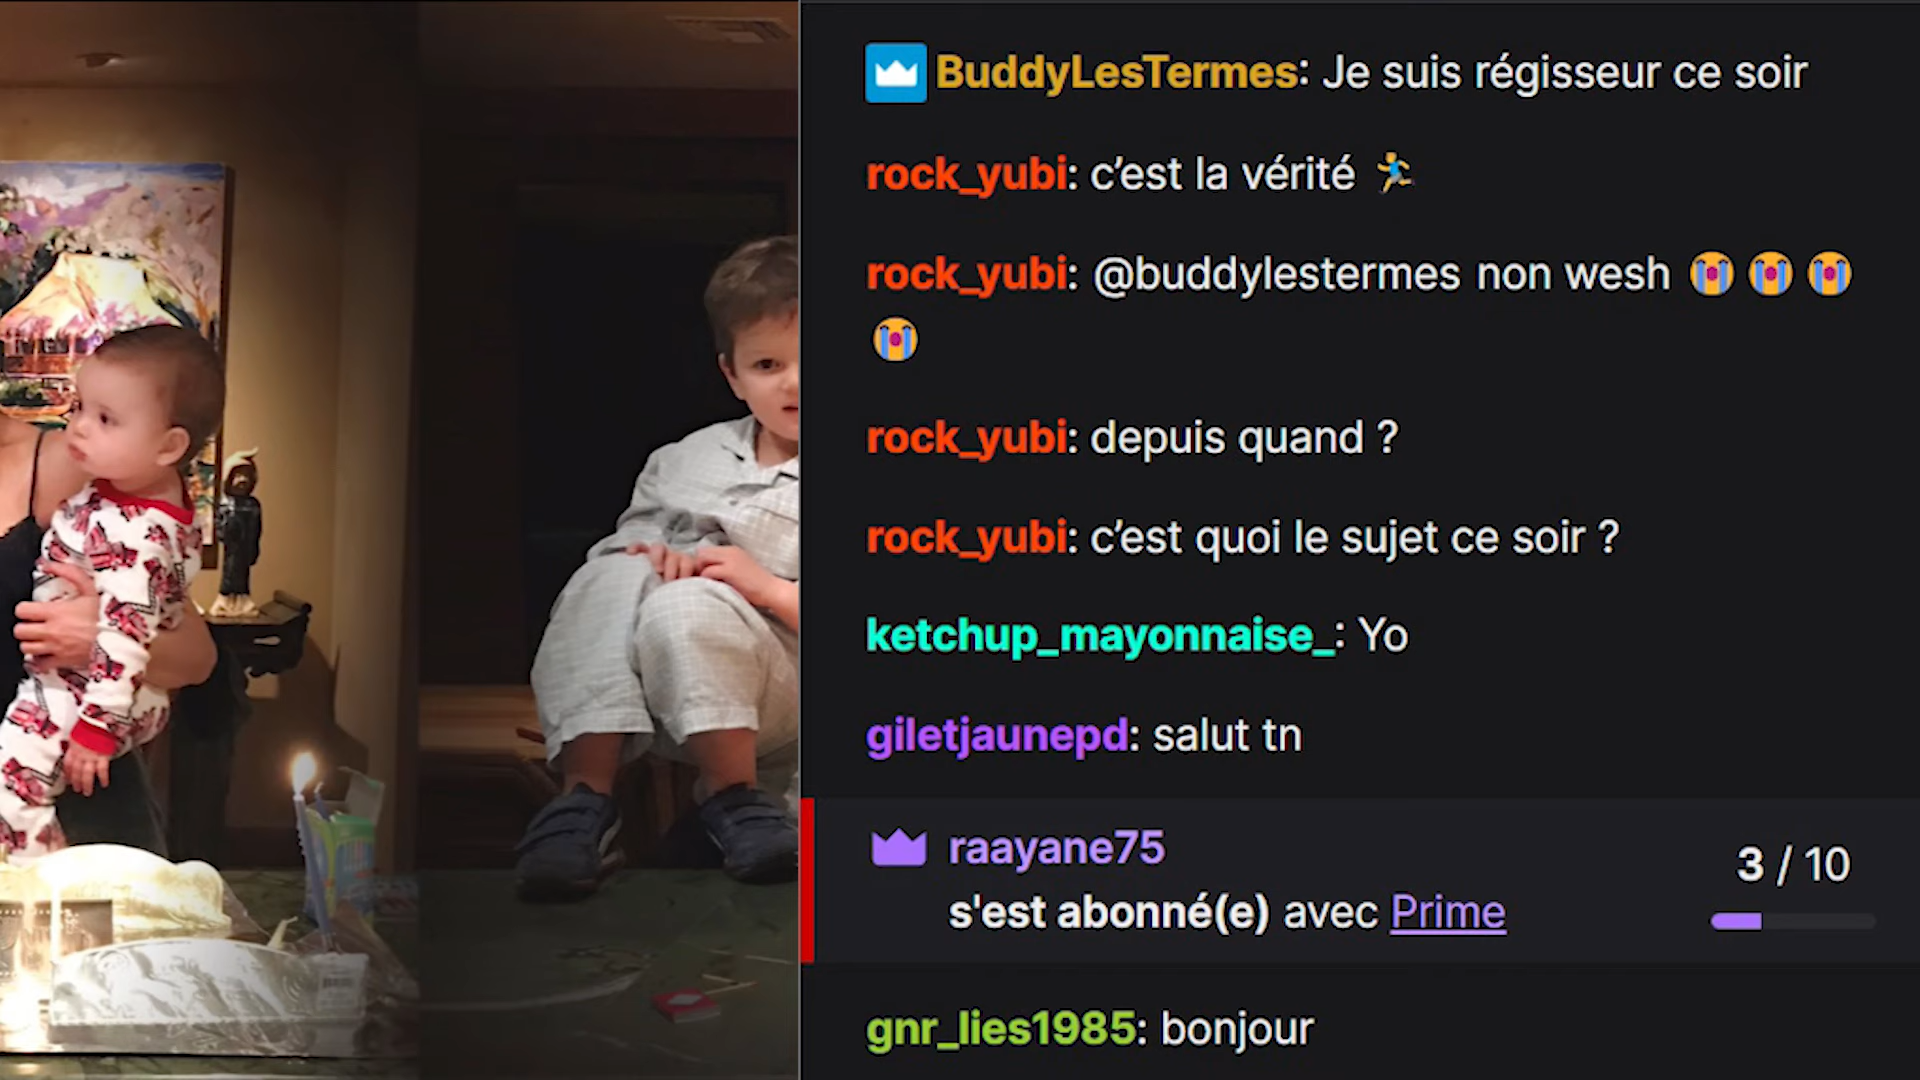 BuddyLesTermes: Je suis régisseur ce soir
rock_yubi: c’est la vérité 🏃
rock_yubi: @buddylestermes non wesh 😭 😭 😭
😭
rock_yubi: depuis quand ?
rock_yubi: c’est quoi le sujet ce soir ?
ketchup_mayonnaise_: Yo
giletjaunepd: salut tn
raayane75
s'est abonné(e) avec Prime
3 / 10
gnr_lies1985: bonjour